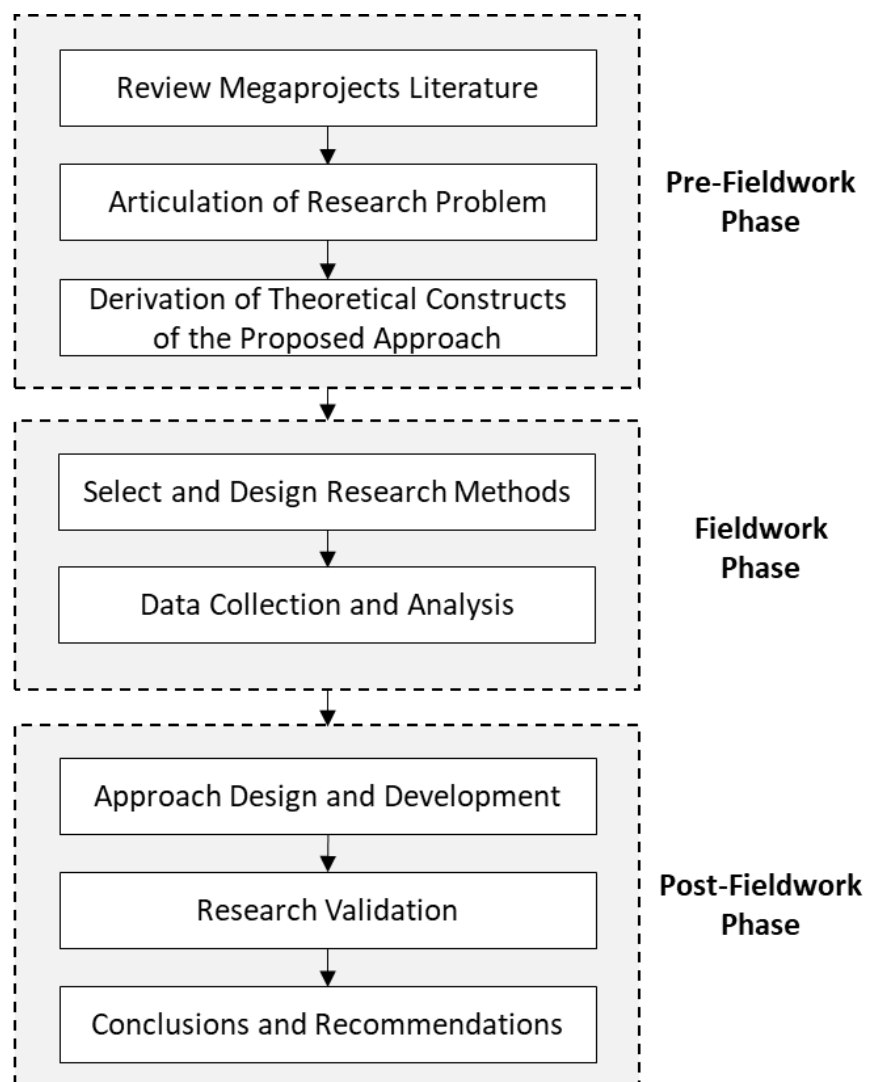 Review Megaprojects Literature
Articulation of Research Problem
Derivation of Theoretical Constructs
of the Proposed Approach
Pre-Fieldwork
Phase
Select and Design Research Methods
Data Collection and Analysis
Fieldwork
Phase
Approach Design and Development
Research Validation
Conclusions and Recommendations
Post-Fieldwork
Phase